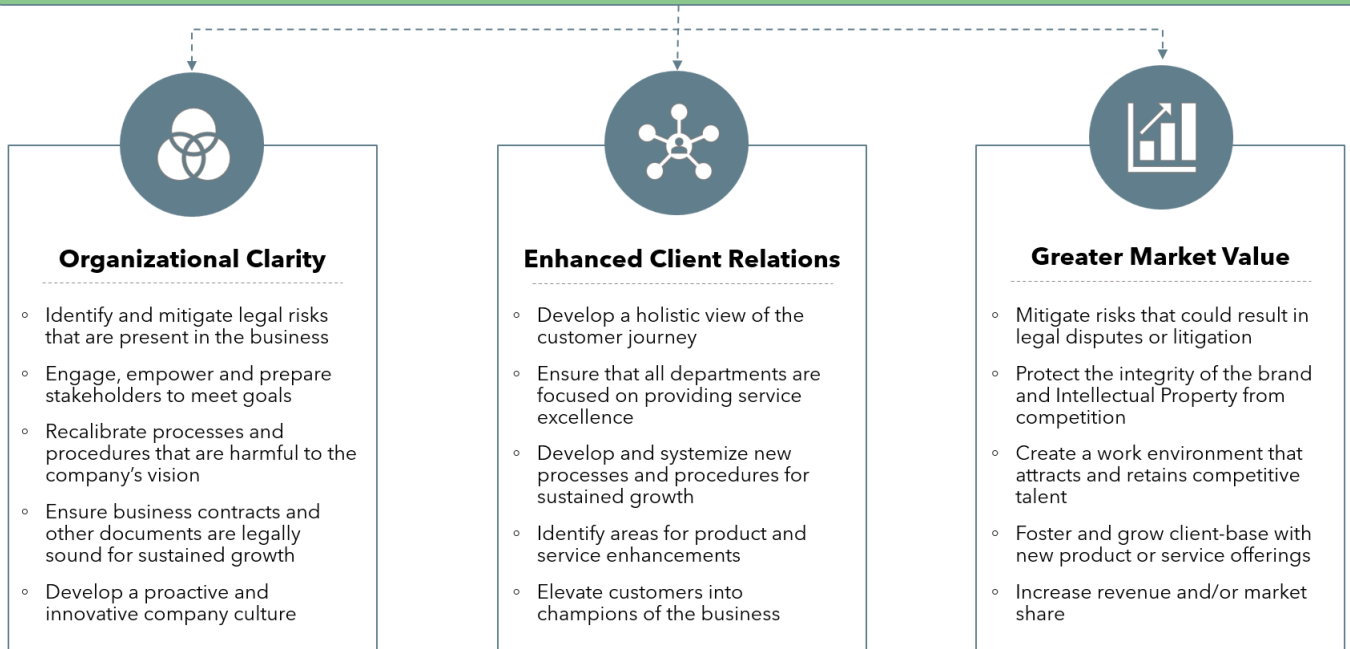 Organizational Clarity
◦ Identify and mitigate legal risks
that are present in the business
◦ Engage, empower and prepare
stakeholders to meet goals
◦ Recalibrate processes and
procedures that are harmful to the
company's vision
◦ Ensure business contracts and
other documents are legally
sound for sustained growth
◦ Develop a proactive and
innovative company culture
Enhanced Client Relations
◦ Develop a holistic view of the
customer journey
◦ Ensure that all departments are
focused on providing service
excellence
◦ Develop and systemize new
processes and procedures for
sustained growth
◦ Identify areas for product and
service enhancements
◦ Elevate customers into
champions of the business
Greater Market Value
◦ Mitigate risks that could result in
legal disputes or litigation
◦ Protect the integrity of the brand
and Intellectual Property from
competition
◦ Create a work environment that
attracts and retains competitive
talent
◦ Foster and grow client-base with
new product or service offerings
◦ Increase revenue and/or market
share